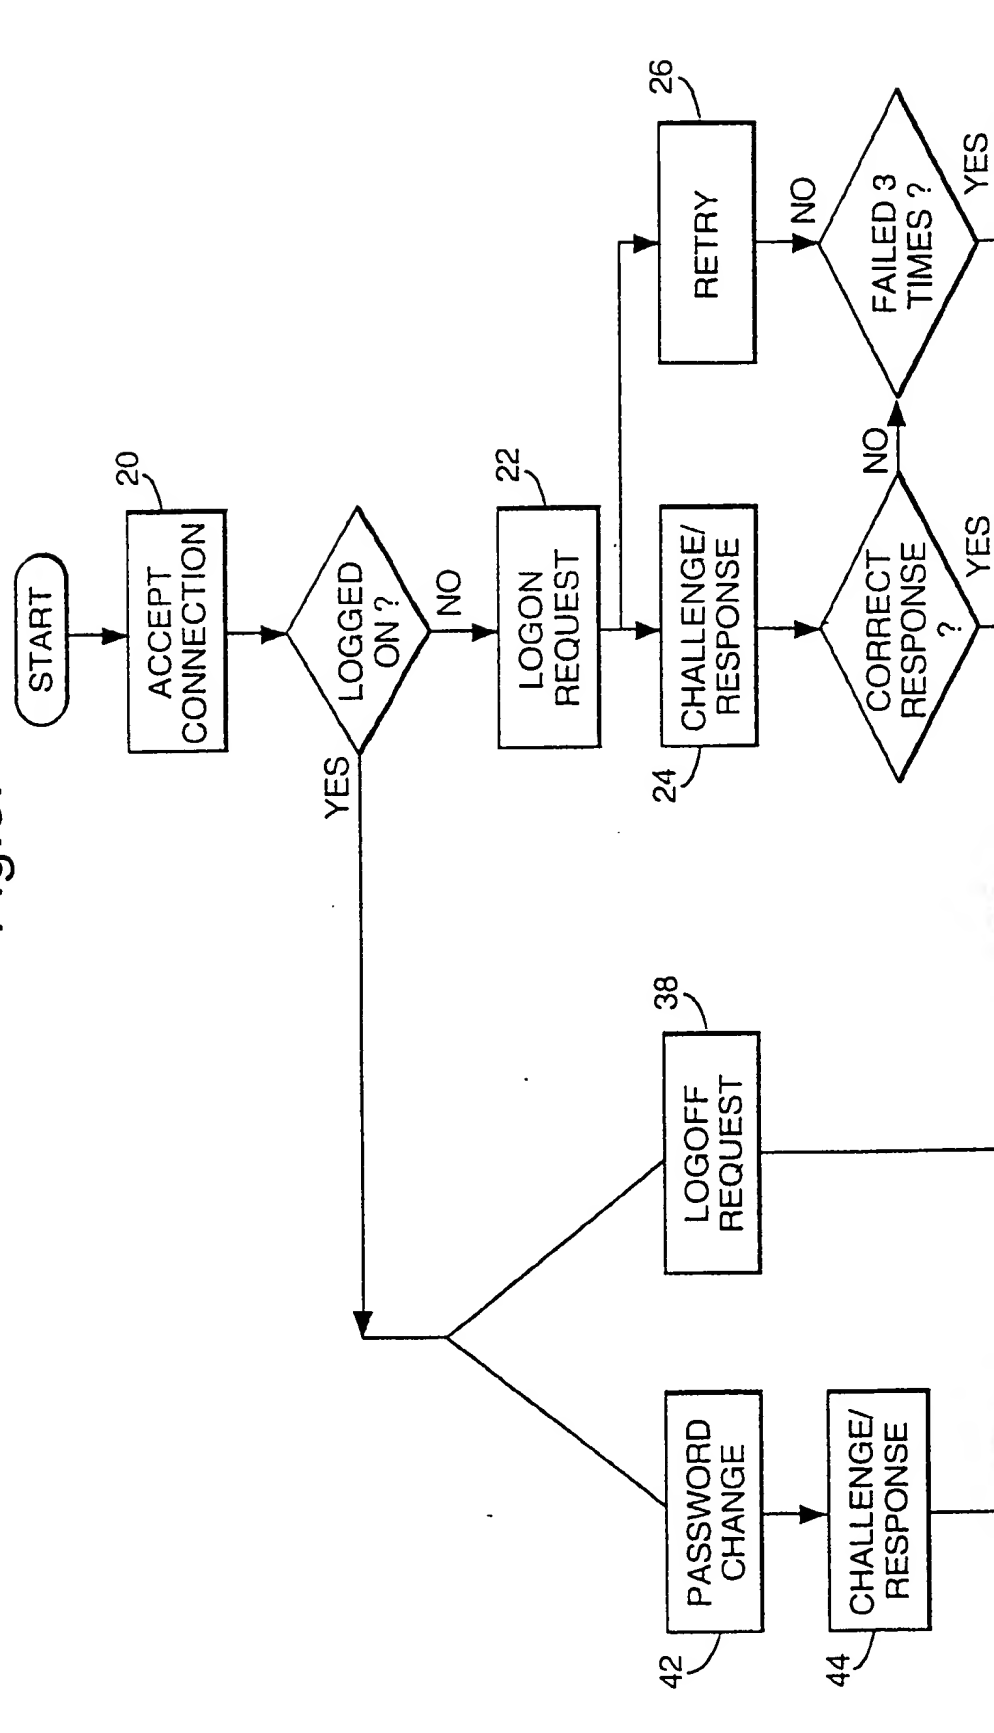 START
20
ACCEPT
CONNECTION
LOGGED
ON ?
YES
NO
22
LOGON
REQUEST
26
RETRY
NO
24
CHALLENGE/
RESPONSE
FAILED 3
TIMES ?
YES
NO
CORRECT
RESPONSE
?
YES
38
LOGOFF
REQUEST
42
PASSWORD
CHANGE
44
CHALLENGE/
RESPONSE